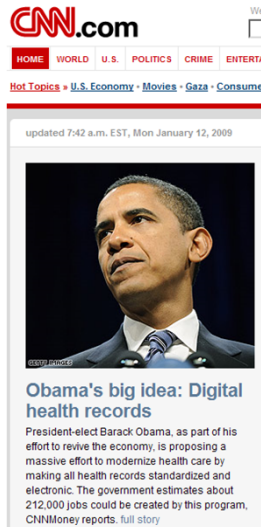 CNN.com
We
HOME WORLD U.S. POLITICS CRIME ENTERTA
Hot Topics » U.S. Economy • Movies • Gaza • Consume
updated 7:42 a.m. EST, Mon January 12, 2009
GETTY IMAGES
Obama's big idea: Digital
health records
President-elect Barack Obama, as part of his
effort to revive the economy, is proposing a
massive effort to modernize health care by
making all health records standardized and
electronic. The government estimates about
212,000 jobs could be created by this program,
CNNMoney reports. full story